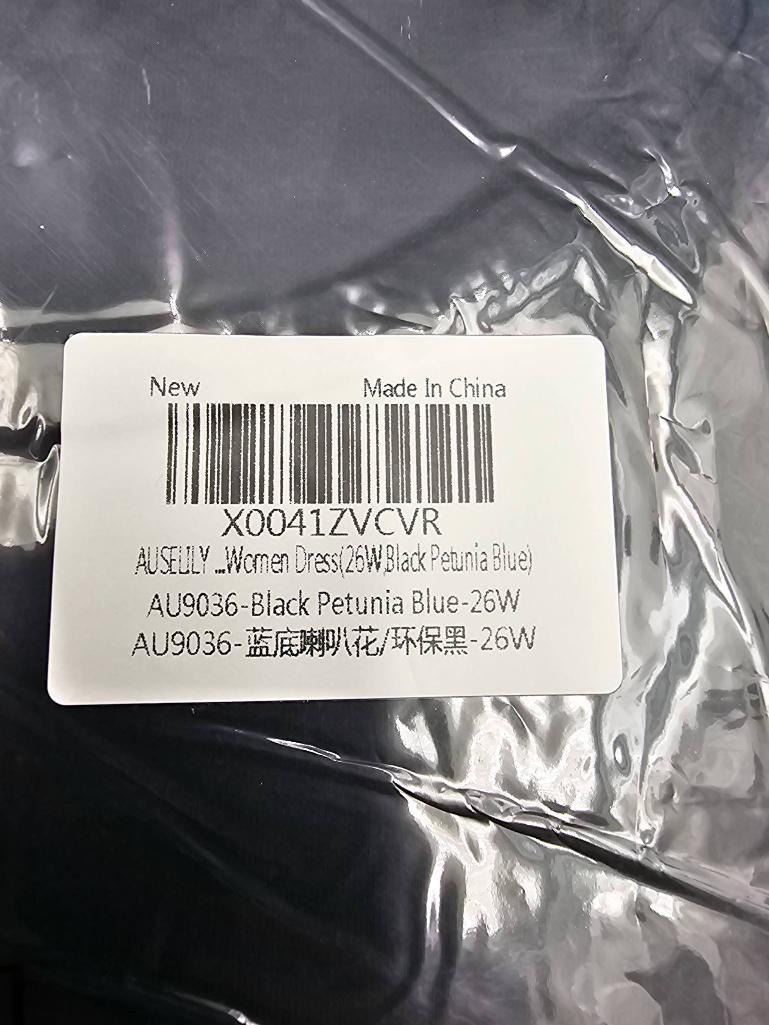 New Made In China
X0041ZVCVR
AUSELILY ...Women Dress(26W,Black Petunia Blue)
AU9036-Black Petunia Blue-26W
AU9036-蓝底喇叭花/环保黑-26W